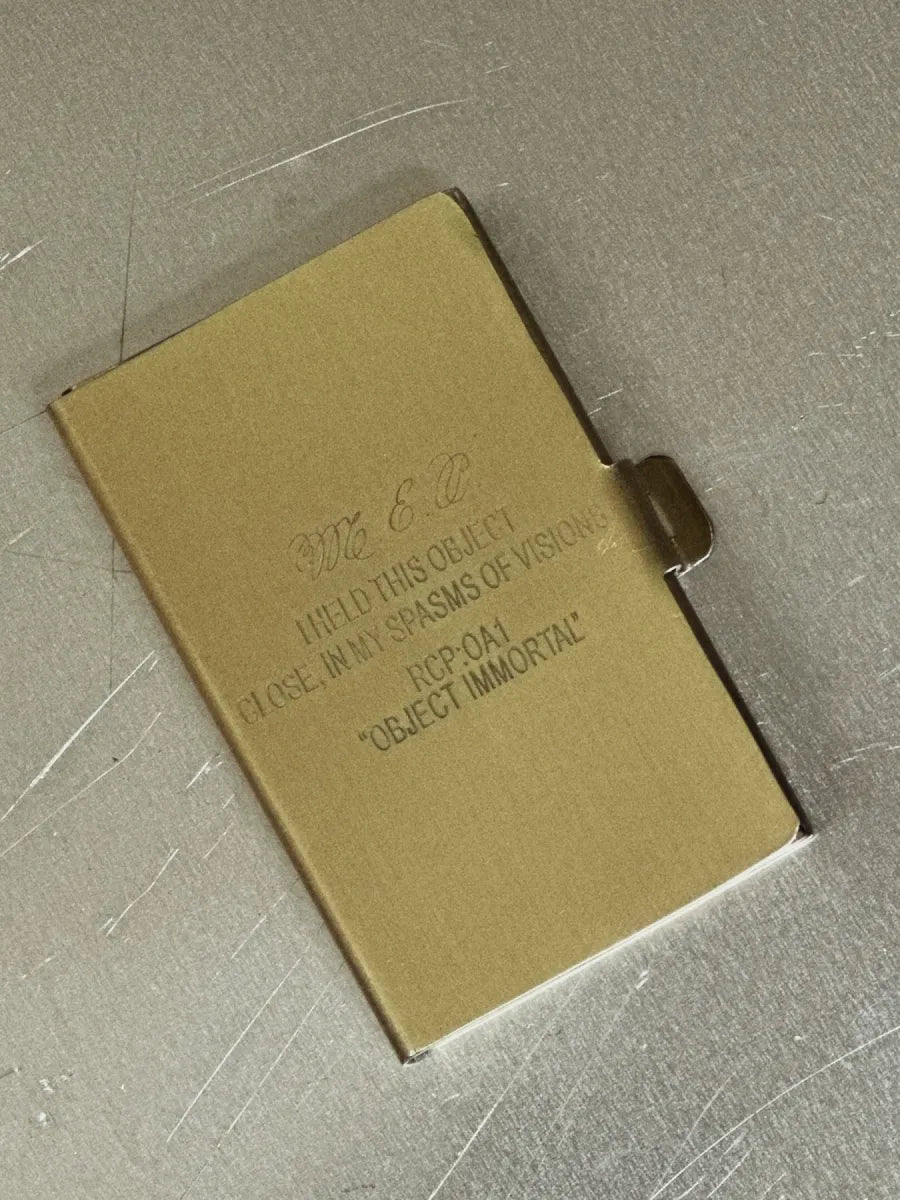 I HELD THIS OBJECT
CLOSE, IN MY SPASMS OF VISIONS
RCP:OA1
"OBJECT IMMORTAL"